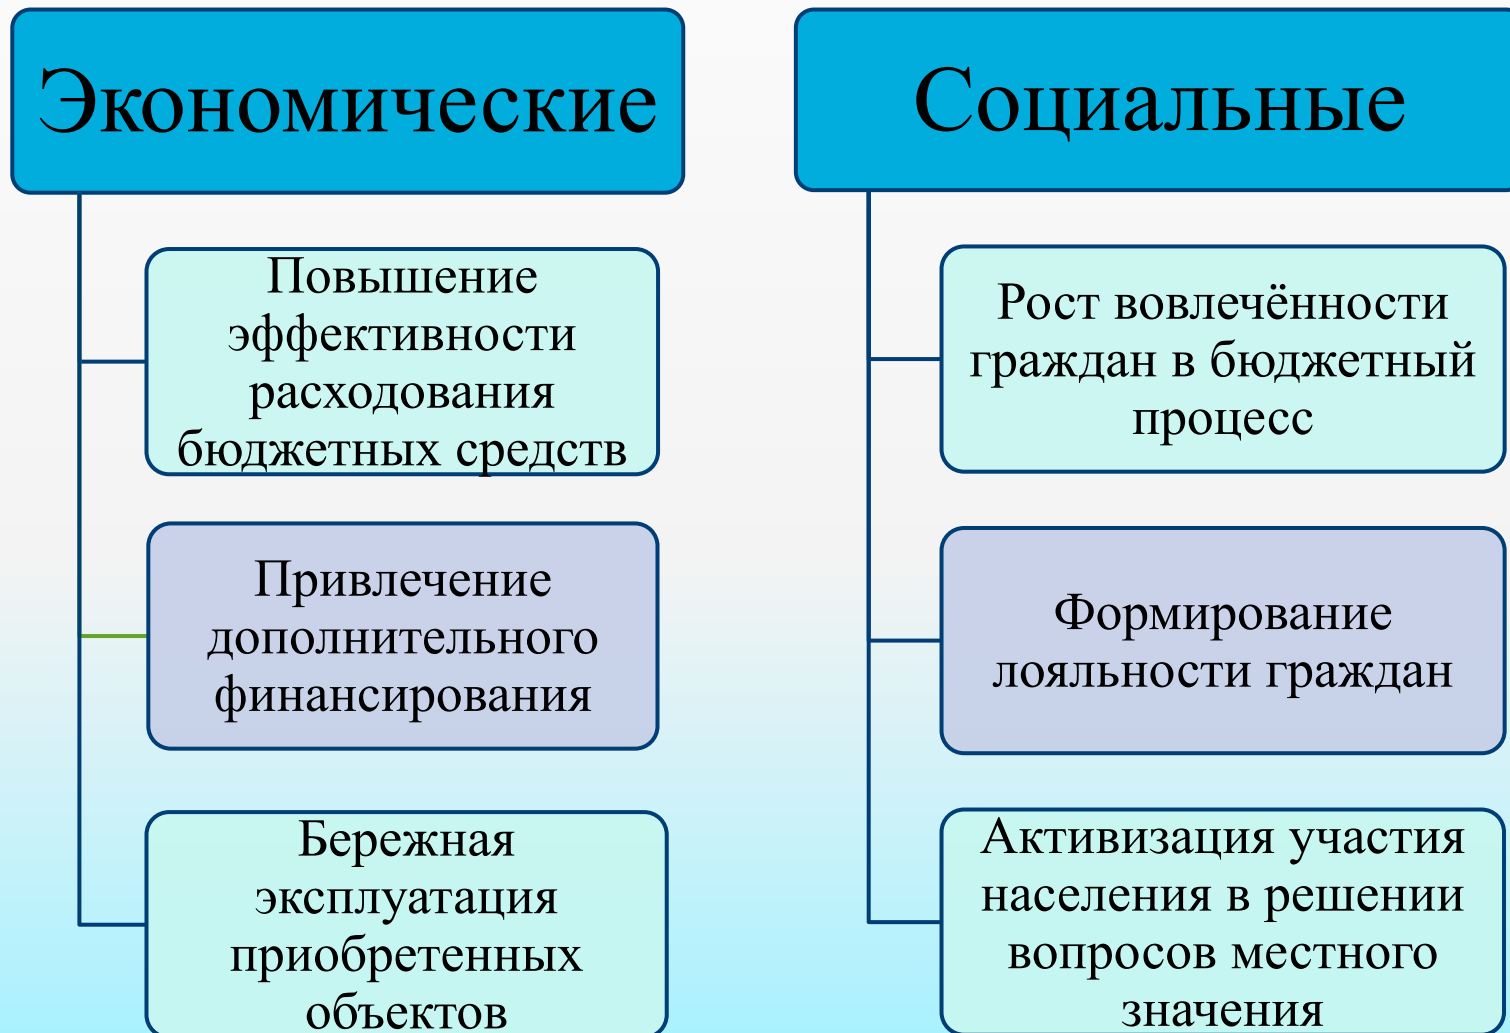 Экономические
Повышение
эффективности
расходования
бюджетных средств
Привлечение
дополнительного
финансирования
Бережная
эксплуатация
приобретенных
объектов
Социальные
Рост вовлечённости
граждан в бюджетный
процесс
Формирование
лояльности граждан
Активизация участия
населения в решении
вопросов местного
значения